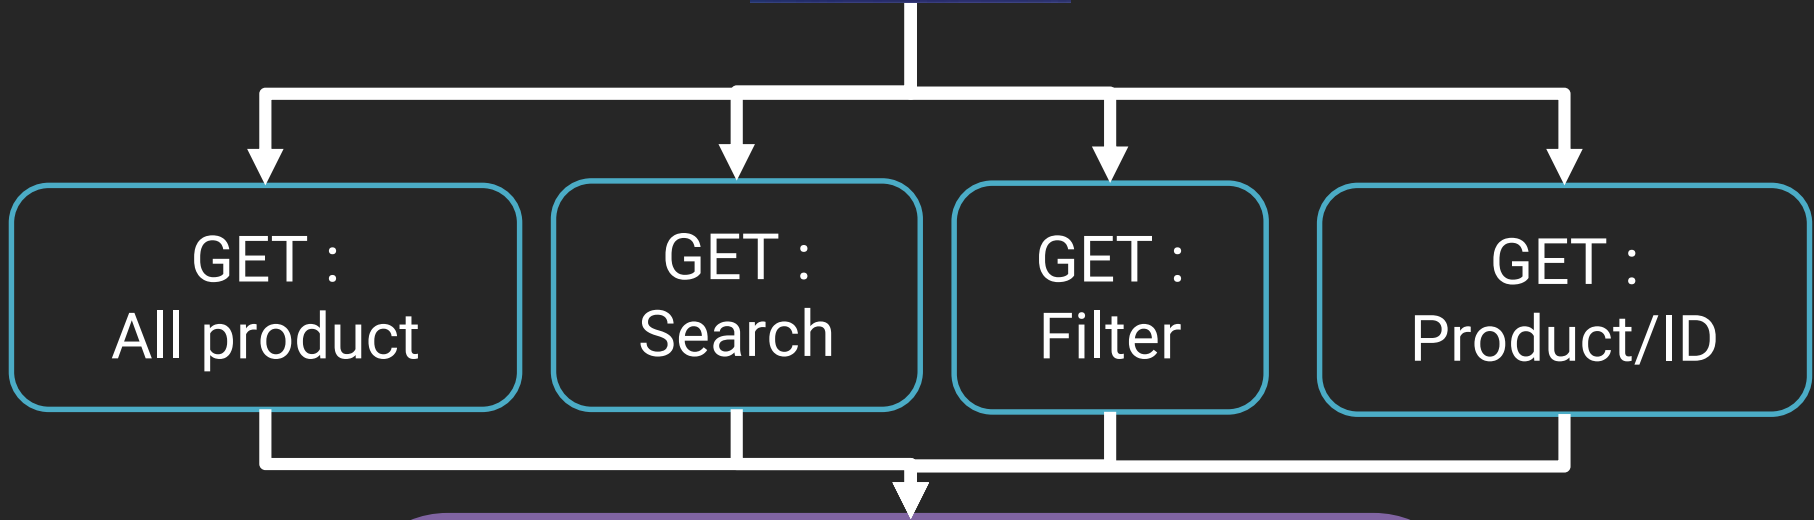 GET :
All product
GET :
Search
GET :
Filter
GET :
Product/ID